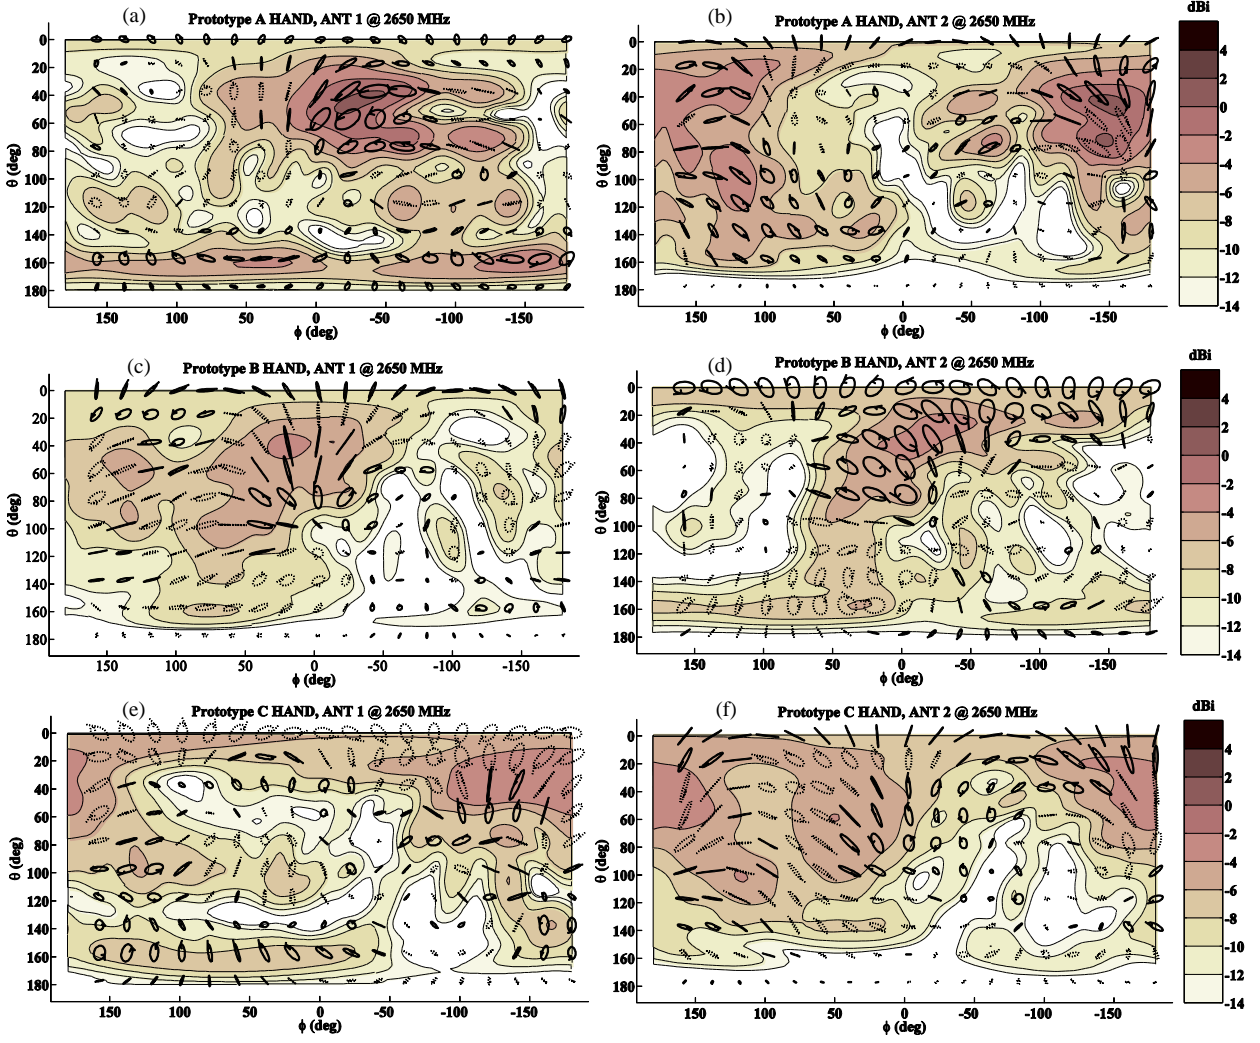 (a)
Prototype A HAND, ANT 1 @ 2650 MHz
0
20
40
60
80
100
120
140
160
180
θ (deg)
150 100 50 0 -50 -100 -150
ϕ (deg)
(b)
Prototype A HAND, ANT 2 @ 2650 MHz
0
20
40
60
80
100
120
140
160
180
θ (deg)
150 100 50 0 -50 -100 -150
ϕ (deg)
dBi
4
2
0
-2
-4
-6
-8
-10
-12
-14
(c)
Prototype B HAND, ANT 1 @ 2650 MHz
0
20
40
60
80
100
120
140
160
180
θ (deg)
150 100 50 0 -50 -100 -150
ϕ (deg)
(d)
Prototype B HAND, ANT 2 @ 2650 MHz
0
20
40
60
80
100
120
140
160
180
θ (deg)
150 100 50 0 -50 -100 -150
ϕ (deg)
dBi
4
2
0
-2
-4
-6
-8
-10
-12
-14
(e)
Prototype C HAND, ANT 1 @ 2650 MHz
0
20
40
60
80
100
120
140
160
180
θ (deg)
150 100 50 0 -50 -100 -150
ϕ (deg)
(f)
Prototype C HAND, ANT 2 @ 2650 MHz
0
20
40
60
80
100
120
140
160
180
θ (deg)
150 100 50 0 -50 -100 -150
ϕ (deg)
dBi
4
2
0
-2
-4
-6
-8
-10
-12
-14